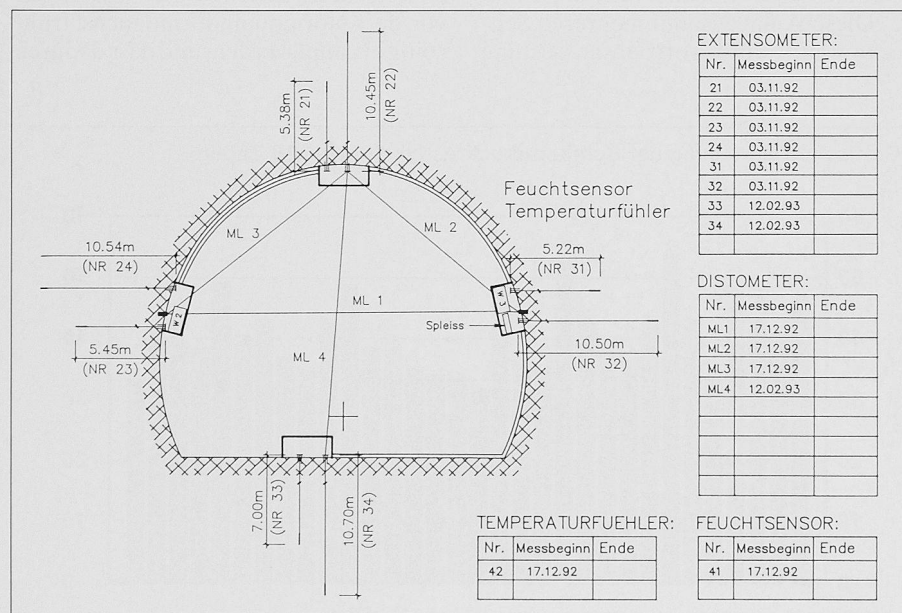 5.38m
(NR 21)
10.45m
(NR 22)
Feuchtsensor
Temperaturfühler
ML 3
ML 2
10.54m
(NR 24)
5.22m
(NR 31)
ML 1
W 2
W 3
Spleiss
5.45m
(NR 23)
10.50m
(NR 32)
ML 4
7.00m
(NR 33)
10.70m
(NR 34)
EXTENSOMETER:
Nr. Messbeginn Ende
21 03.11.92
22 03.11.92
23 03.11.92
24 03.11.92
31 03.11.92
32 03.11.92
33 12.02.93
34 12.02.93
DISTOMETER:
Nr. Messbeginn Ende
ML1 17.12.92
ML2 17.12.92
ML3 17.12.92
ML4 12.02.93
TEMPERATURFUEHLER:
Nr. Messbeginn Ende
42 17.12.92
FEUCHTSENSOR:
Nr. Messbeginn Ende
41 17.12.92